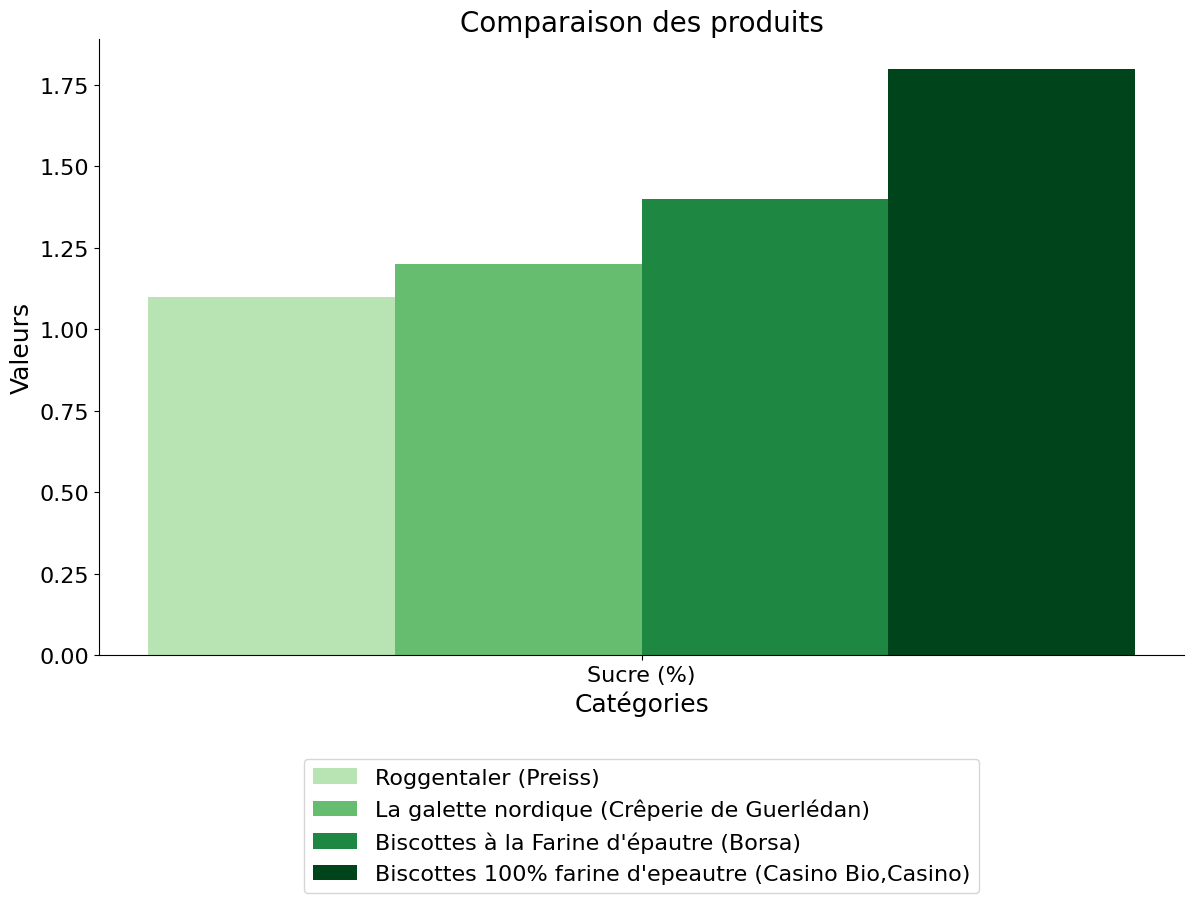 Comparaison des produits
Valeurs
1.75
1.50
1.25
1.00
0.75
0.50
0.25
0.00
Sucre (%)
Catégories
Roggentaler (Preiss)
La galette nordique (Crêperie de Guerlédan)
Biscottes à la Farine d'épautre (Borsa)
Biscottes 100% farine d'epeautre (Casino Bio,Casino)